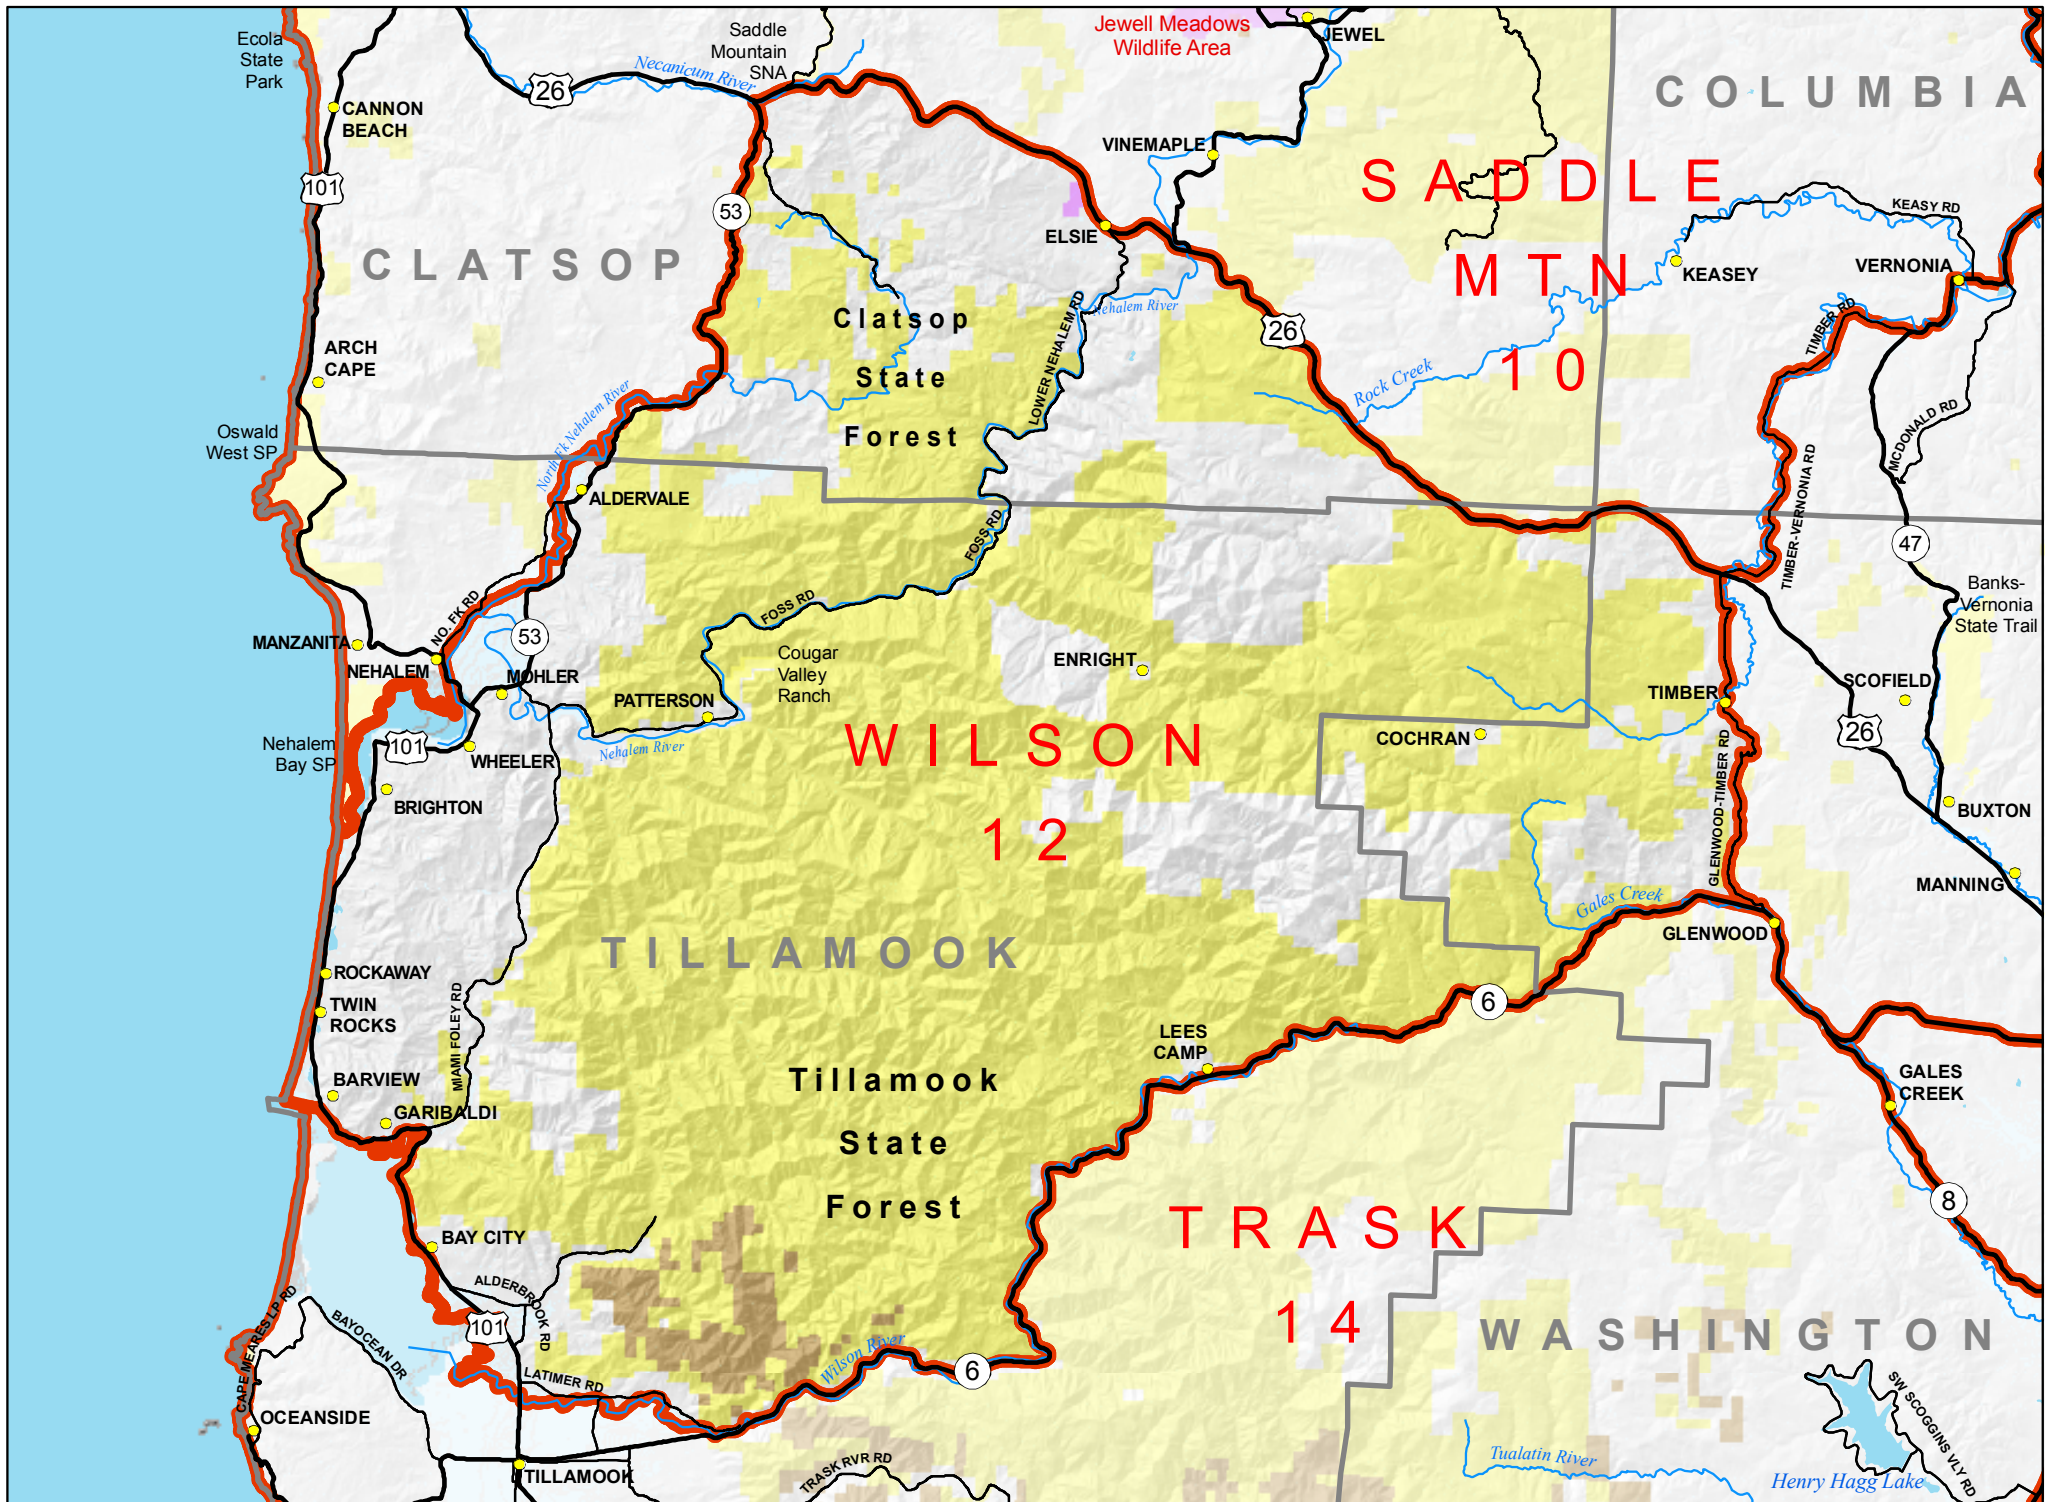 Ecola
State
Park
CANNON
BEACH
101
26
Necanicum River
Saddle
Mountain
SNA
Jewell Meadows
Wildlife Area
JEWEL
COLUMBIA
VINEMAPLE
SADDLE
MTN
10
53
CLATSOP
ELSIE
KEASY RD
KEASEY
VERNONIA
Nehalem River
LOWER NEHALEM RD
26
TIMBER RD
Clatsop
State
Forest
ARCH
CAPE
Rock Creek
MCDONALD RD
North Fk Nehalem River
Oswald
West SP
ALDERVALE
TIMBER-VERNONIA RD
47
FOSS RD
FOSS RD
Banks-
Vernonia
State Trail
NO. FK RD
53
MANZANITA
NEHALEM
MOHLER
PATTERSON
Cougar
Valley
Ranch
ENRIGHT
TIMBER
SCOFIELD
26
Nehalem
Bay SP
101
WHEELER
Nehalem River
WILSON
12
COCHRAN
GLENWOOD-TIMBER RD
BRIGHTON
BUXTON
MANNING
Gales Creek
GLENWOOD
TILLAMOOK
ROCKAWAY
TWIN
ROCKS
MIAMI FOLEY RD
6
LEES
CAMP
BARVIEW
GARIBALDI
GALES
CREEK
Tillamook
State
Forest
8
TRASK
14
BAY CITY
ALDERBROOK RD
CAPE MEARES LP RD
BAYOCEAN DR
101
WASHINGTON
Wilson River
6
LATIMER RD
OCEANSIDE
SW SCOGGINS VLY RD
TILLAMOOK
TRASK RVR RD
Tualatin River
Henry Hagg Lake